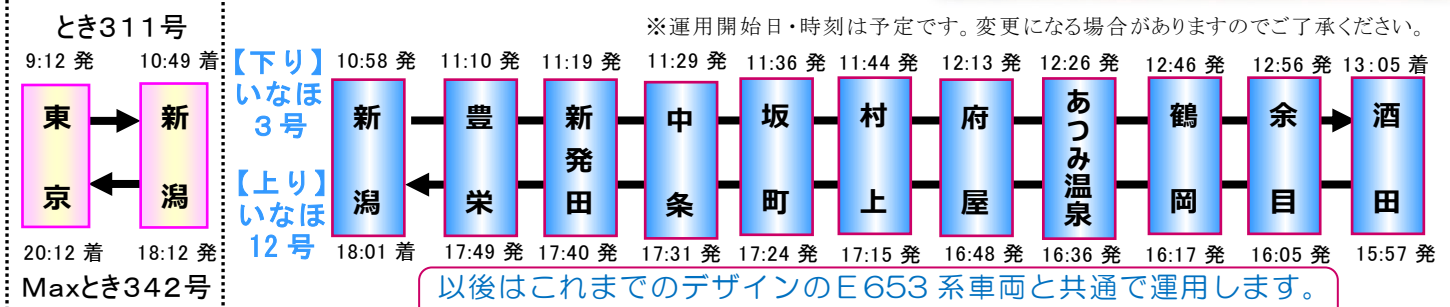 とき311号
※運用開始日・時刻は予定です。変更になる場合がありますのでご了承ください。
9:12 発 10:49 着
【下り】
いなほ
3号
10:58 発 11:10 発 11:19 発 11:29 発 11:36 発 11:44 発 12:13 発 12:26 発 12:46 発 12:56 発 13:05 着
東京 新潟
新潟 豊栄 新発田 中条 坂町 村上 府屋 あつみ温泉 鶴岡 余目 酒田
【上り】
いなほ
12号
20:12 着 18:12 発
18:01 着 17:49 発 17:40 発 17:31 発 17:24 発 17:15 発 16:48 発 16:36 発 16:17 発 16:05 発 15:57 発
Maxとき342号
以後はこれまでのデザインのE653系車両と共通で運用します。